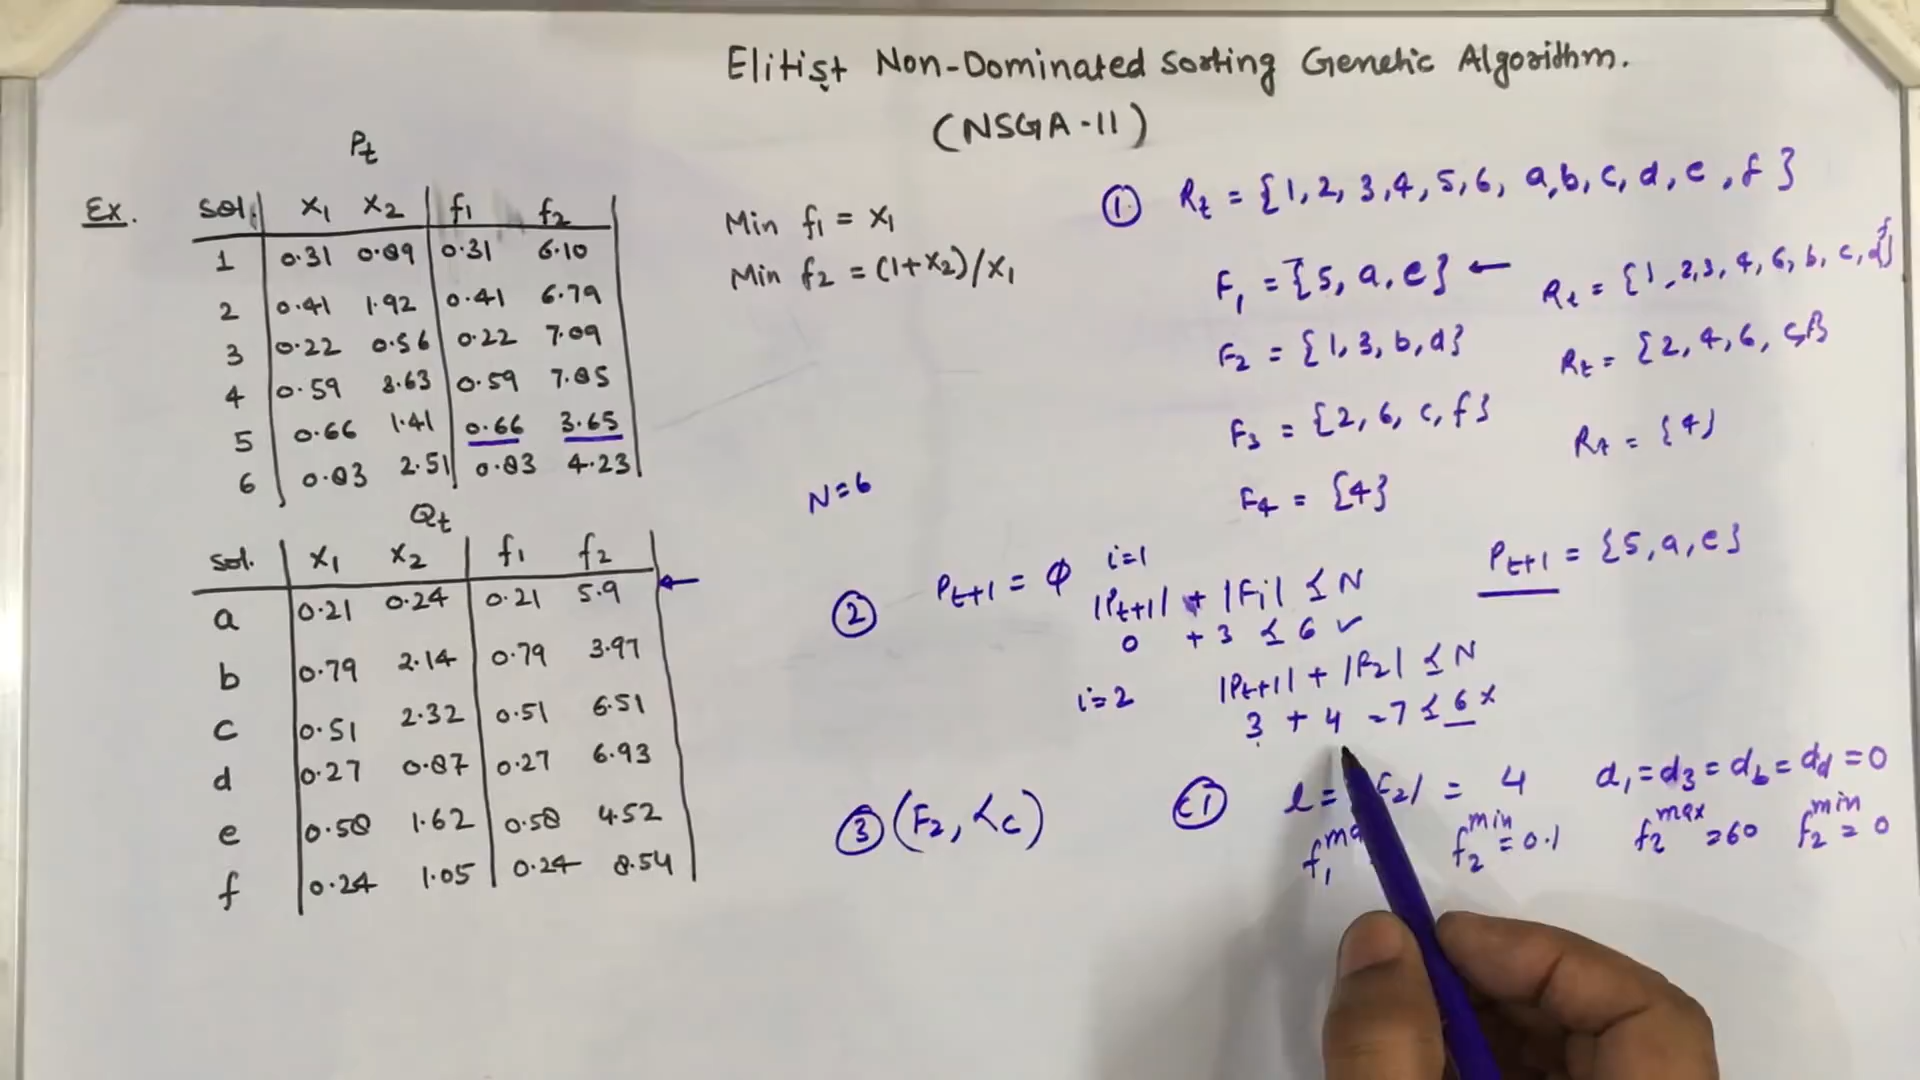 Elitist Non-Dominated Sorting Genetic Algorithm.
(NSGA-II)
Ex.
Pt
sol. x1 x2 f1 f2
1 0.31 0.89 0.31 6.10
2 0.41 1.92 0.41 6.79
3 0.22 0.56 0.22 7.09
4 0.59 3.63 0.59 7.85
5 0.66 1.41 0.66 3.65
6 0.83 2.51 0.83 4.23
Qt
sol. x1 x2 f1 f2
a 0.21 0.24 0.21 5.9 ←
b 0.79 2.14 0.79 3.97
c 0.51 2.32 0.51 6.51
d 0.27 0.87 0.27 6.93
e 0.58 1.62 0.58 4.52
f 0.24 1.05 0.24 8.54
Min f1 = x1
Min f2 = (1+x2)/x1
N=6
① Rt = {1, 2, 3, 4, 5, 6, a, b, c, d, e, f}
F1 = {5, a, e} ←
Rt = {1, 2, 3, 4, 6, b, c, d, f}
F2 = {1, 3, b, d}
Rt = {2, 4, 6, c, f}
F3 = {2, 6, c, f}
Rt = {4}
F4 = {4}
② Pt+1 = φ
i=1
|Pt+1| + |Fi| ≤ N
0 + 3 ≤ 6 ✓
Pt+1 = {5, a, e}
i=2
|Pt+1| + |F2| ≤ N
3 + 4 = 7 ≤ 6 ×
③ (F2, <c)
C1
l = F2| = 4
d1 = d3 = db = dd = 0
f1
f2^min = 0.1
f2^max = 60
f2^min = 0